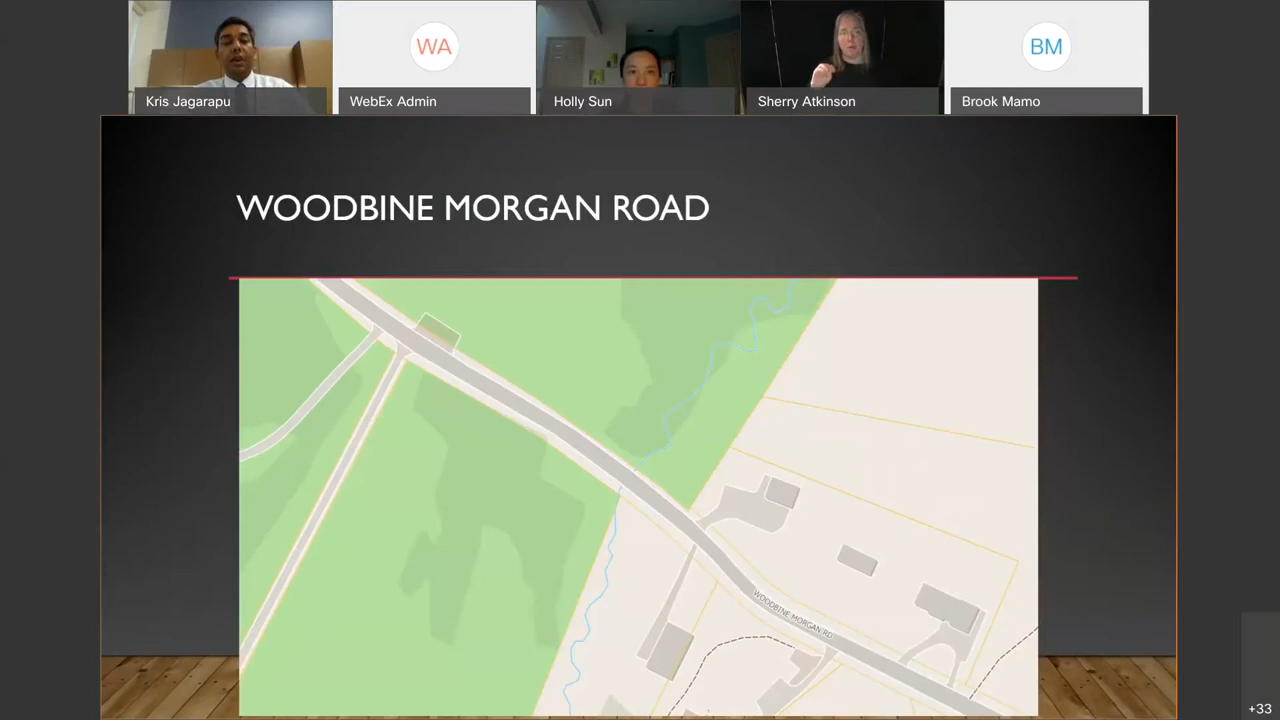 WA
BM
Kris Jagarapu
WebEx Admin
Holly Sun
Sherry Atkinson
Brook Mamo
WOODBINE MORGAN ROAD
WOODBINE MORGAN RD
+33